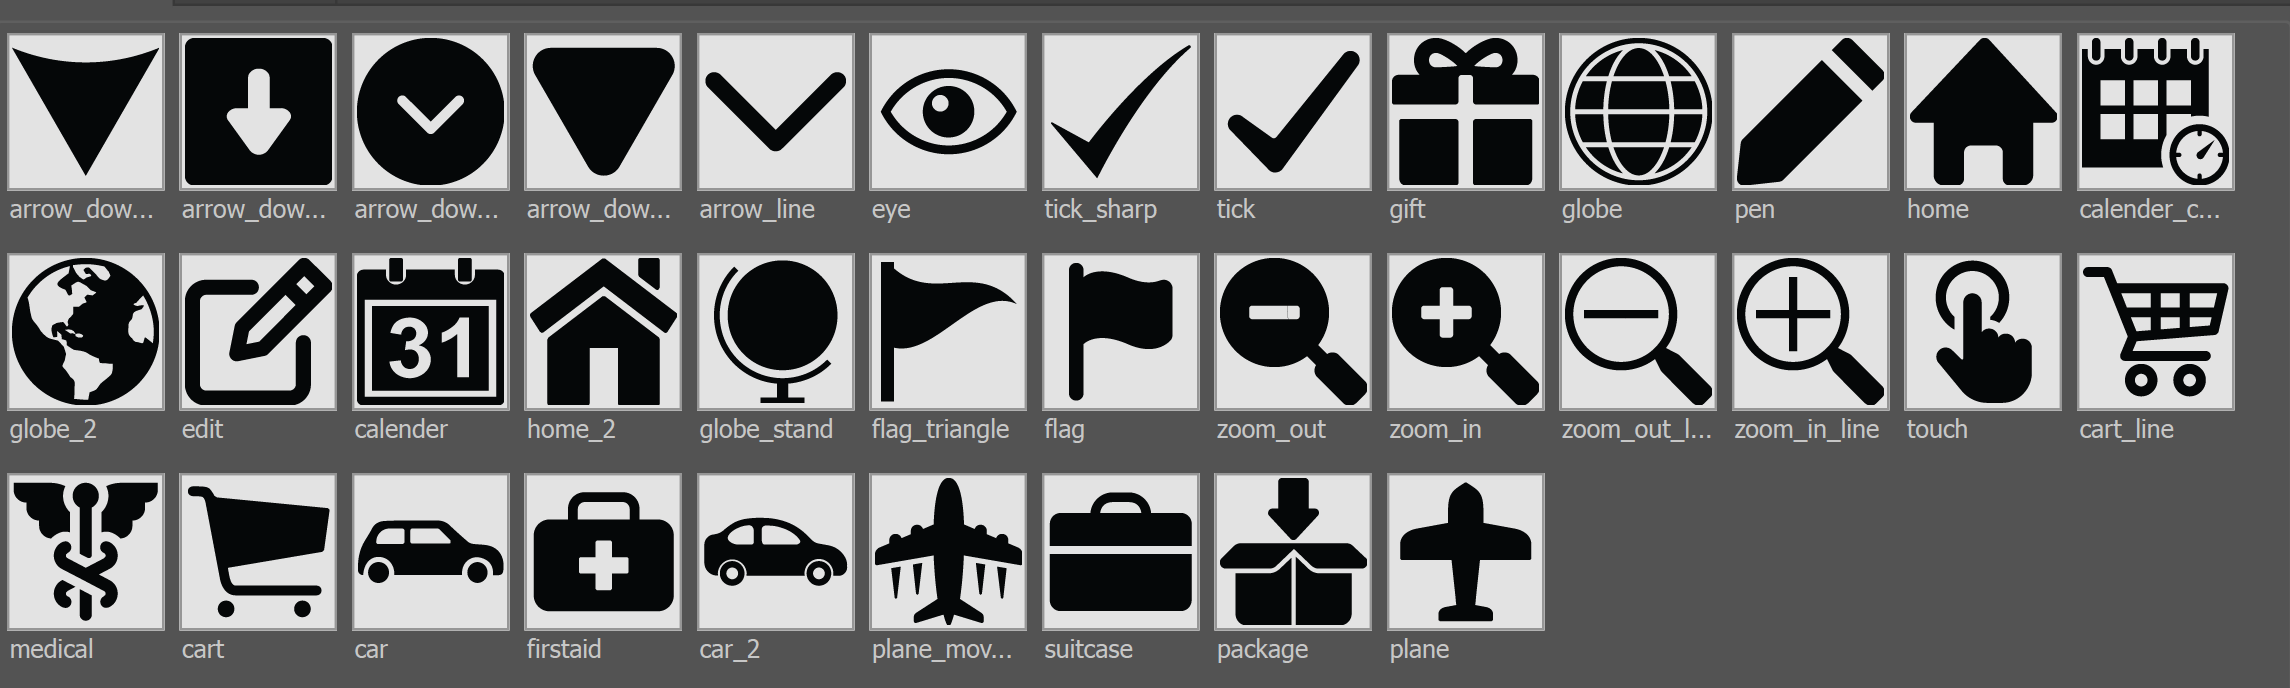 arrow_dow... arrow_dow... arrow_dow... arrow_dow... arrow_line eye tick_sharp tick gift globe pen home calender_c...
31
globe_2 edit calender home_2 globe_stand flag_triangle flag zoom_out zoom_in zoom_out_l... zoom_in_line touch cart_line
medical cart car firstaid car_2 plane_mov... suitcase package plane